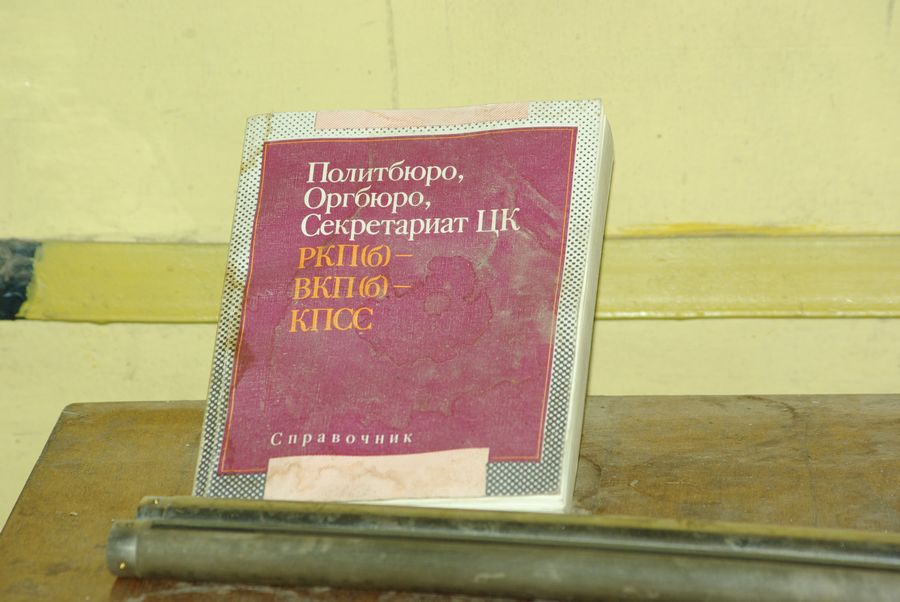 Политбюро,
Оргбюро,
Секретариат ЦК
РКП(б) –
ВКП(б) –
КПСС
Справочник